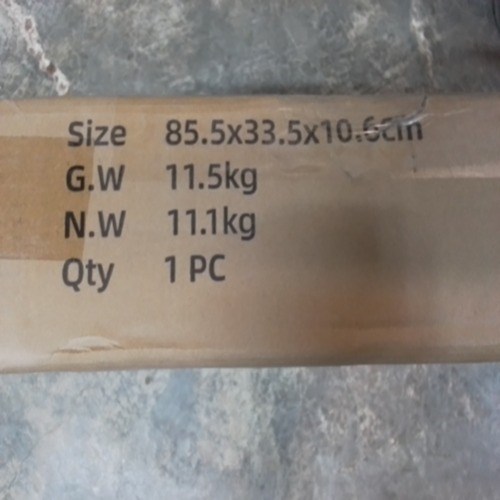 Size 85.5x33.5x10.6cm
G.W 11.5kg
N.W 11.1kg
Qty 1 PC